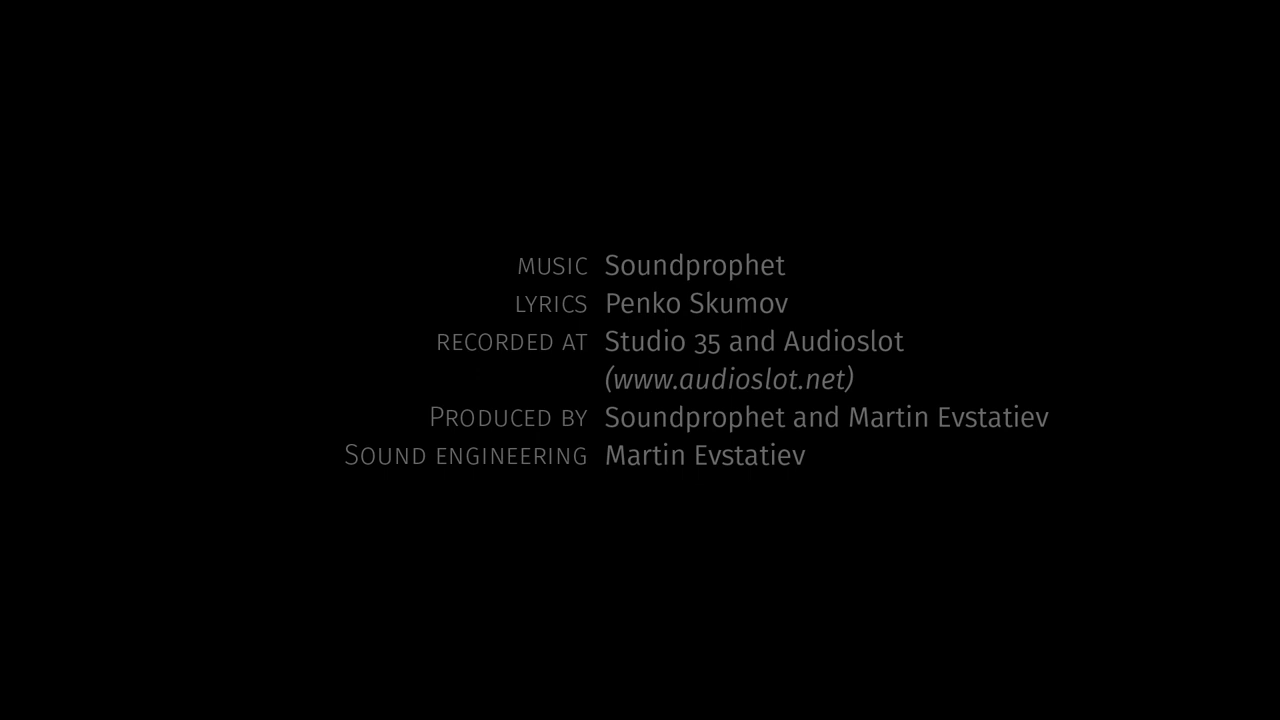 MUSIC Soundprophet
LYRICS Penko Skumov
RECORDED AT Studio 35 and Audioslot
(www.audioslot.net)
PRODUCED BY Soundprophet and Martin Evstatiev
SOUND ENGINEERING Martin Evstatiev